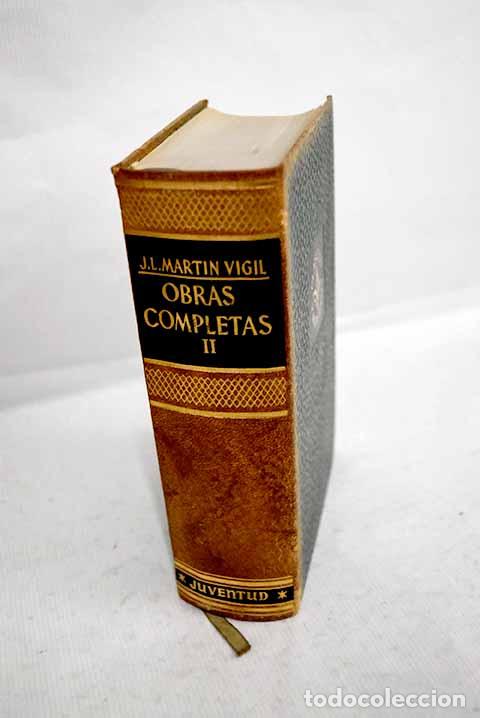 J.L. MARTIN VIGIL
OBRAS
COMPLETAS
II
* JUVENTUD *
todocoleccion